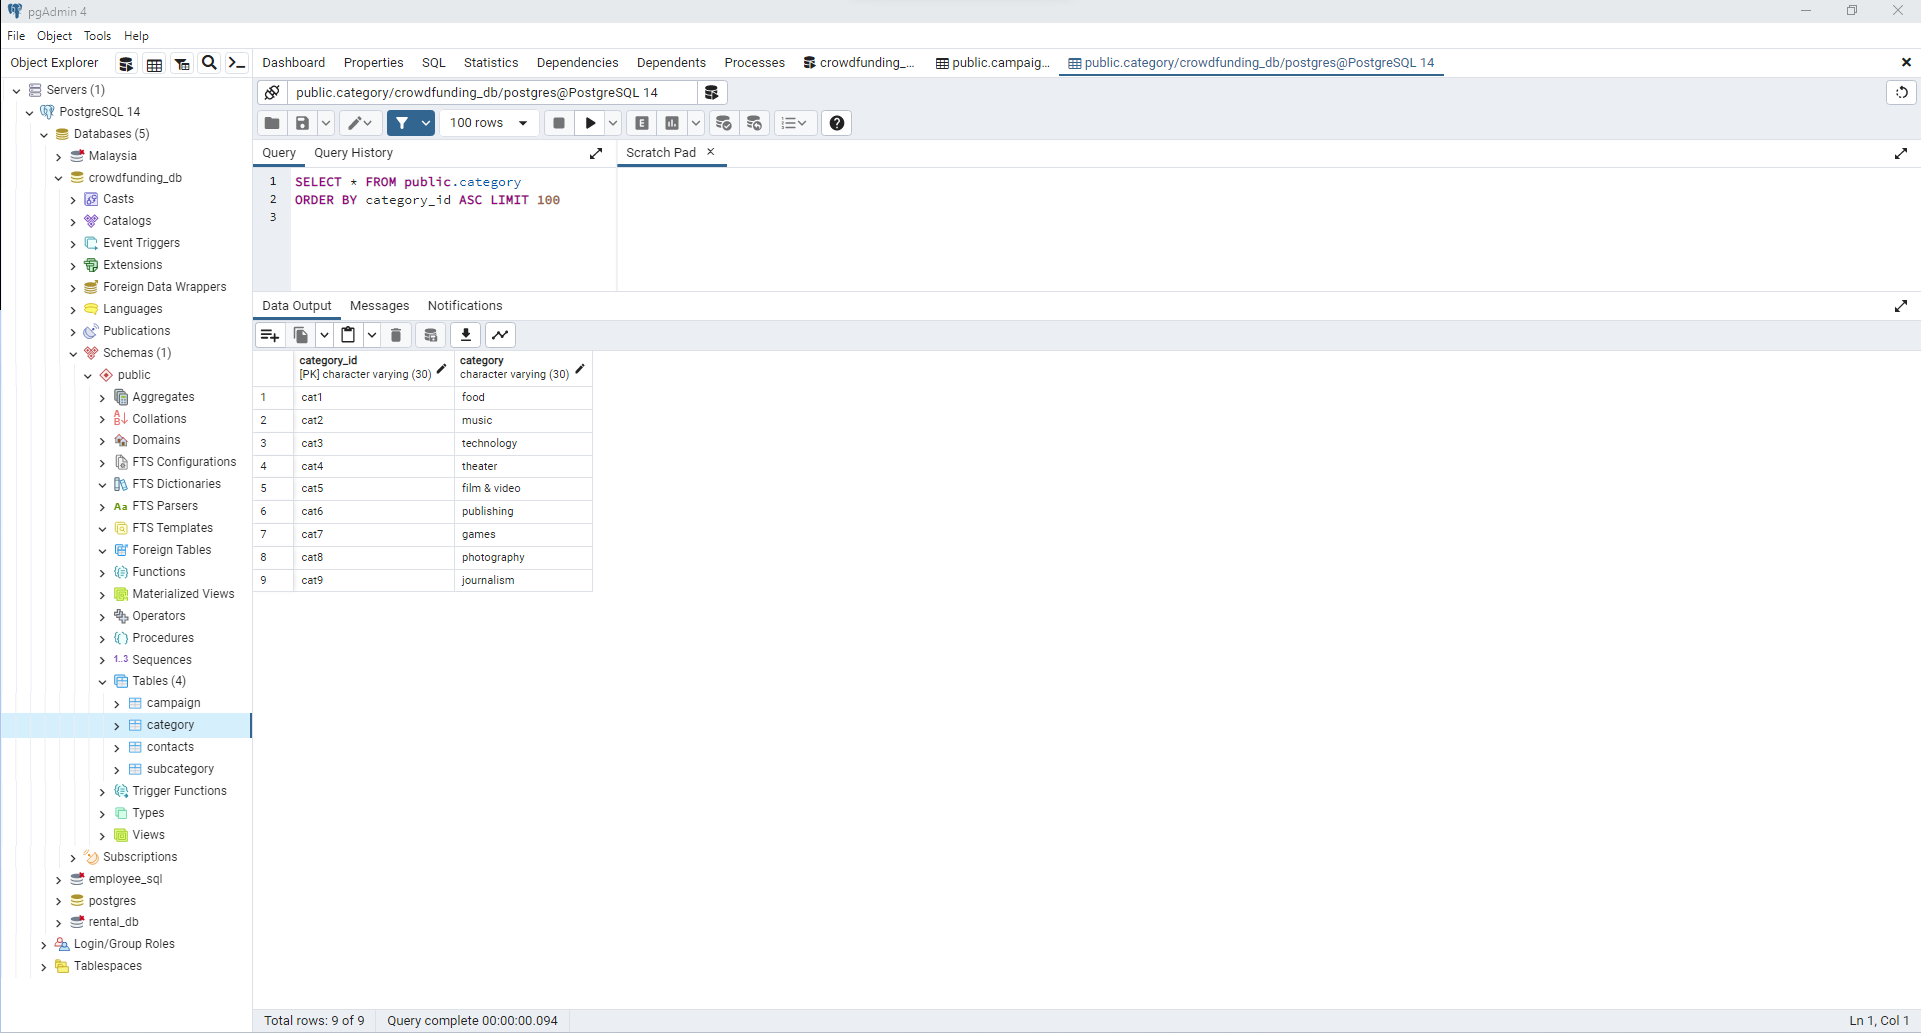 pgAdmin 4
File Object Tools Help
Object Explorer
Dashboard Properties SQL Statistics Dependencies Dependents Processes crowdfunding_... public.campaig... public.category/crowdfunding_db/postgres@PostgreSQL 14
public.category/crowdfunding_db/postgres@PostgreSQL 14
100 rows
E
Query Query History
Scratch Pad
1 SELECT * FROM public.category
2 ORDER BY category_id ASC LIMIT 100
3
Servers (1)
PostgreSQL 14
Databases (5)
Malaysia
crowdfunding_db
Casts
Catalogs
Event Triggers
Extensions
Foreign Data Wrappers
Languages
Publications
Schemas (1)
public
Aggregates
Collations
Domains
FTS Configurations
FTS Dictionaries
Aa FTS Parsers
FTS Templates
Foreign Tables
Functions
Materialized Views
Operators
Procedures
1..3 Sequences
Tables (4)
campaign
category
contacts
subcategory
Trigger Functions
Types
Views
Subscriptions
employee_sql
postgres
rental_db
Login/Group Roles
Tablespaces
Data Output Messages Notifications
category_id category
[PK] character varying (30) character varying (30)
1 cat1 food
2 cat2 music
3 cat3 technology
4 cat4 theater
5 cat5 film & video
6 cat6 publishing
7 cat7 games
8 cat8 photography
9 cat9 journalism
Total rows: 9 of 9 Query complete 00:00:00.094 Ln 1, Col 1